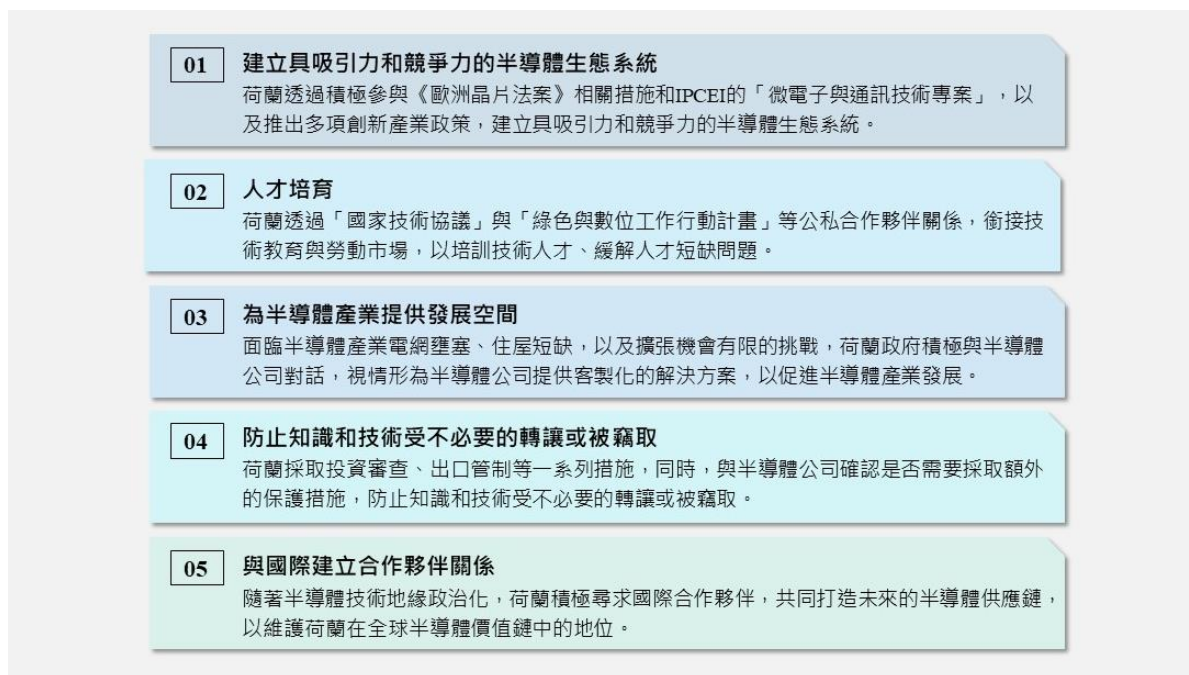 01
建立具吸引力和競爭力的半導體生態系統
荷蘭透過積極參與《歐洲晶片法案》相關措施和IPCEI的「微電子與通訊技術專案」，以
及推出多項創新產業政策，建立具吸引力和競爭力的半導體生態系統。
02
人才培育
荷蘭透過「國家技術協議」與「綠色與數位工作行動計畫」等公私合作夥伴關係，銜接技
術教育與勞動市場，以培訓技術人才、緩解人才短缺問題。
03
為半導體產業提供發展空間
面臨半導體產業電網壅塞、住屋短缺，以及擴張機會有限的挑戰，荷蘭政府積極與半導體
公司對話，視情形為半導體公司提供客製化的解決方案，以促進半導體產業發展。
04
防止知識和技術受不必要的轉讓或被竊取
荷蘭採取投資審查、出口管制等一系列措施，同時，與半導體公司確認是否需要採取額外
的保護措施，防止知識和技術受不必要的轉讓或被竊取。
05
與國際建立合作夥伴關係
隨著半導體技術地緣政治化，荷蘭積極尋求國際合作夥伴，共同打造未來的半導體供應鏈，
以維護荷蘭在全球半導體價值鏈中的地位。